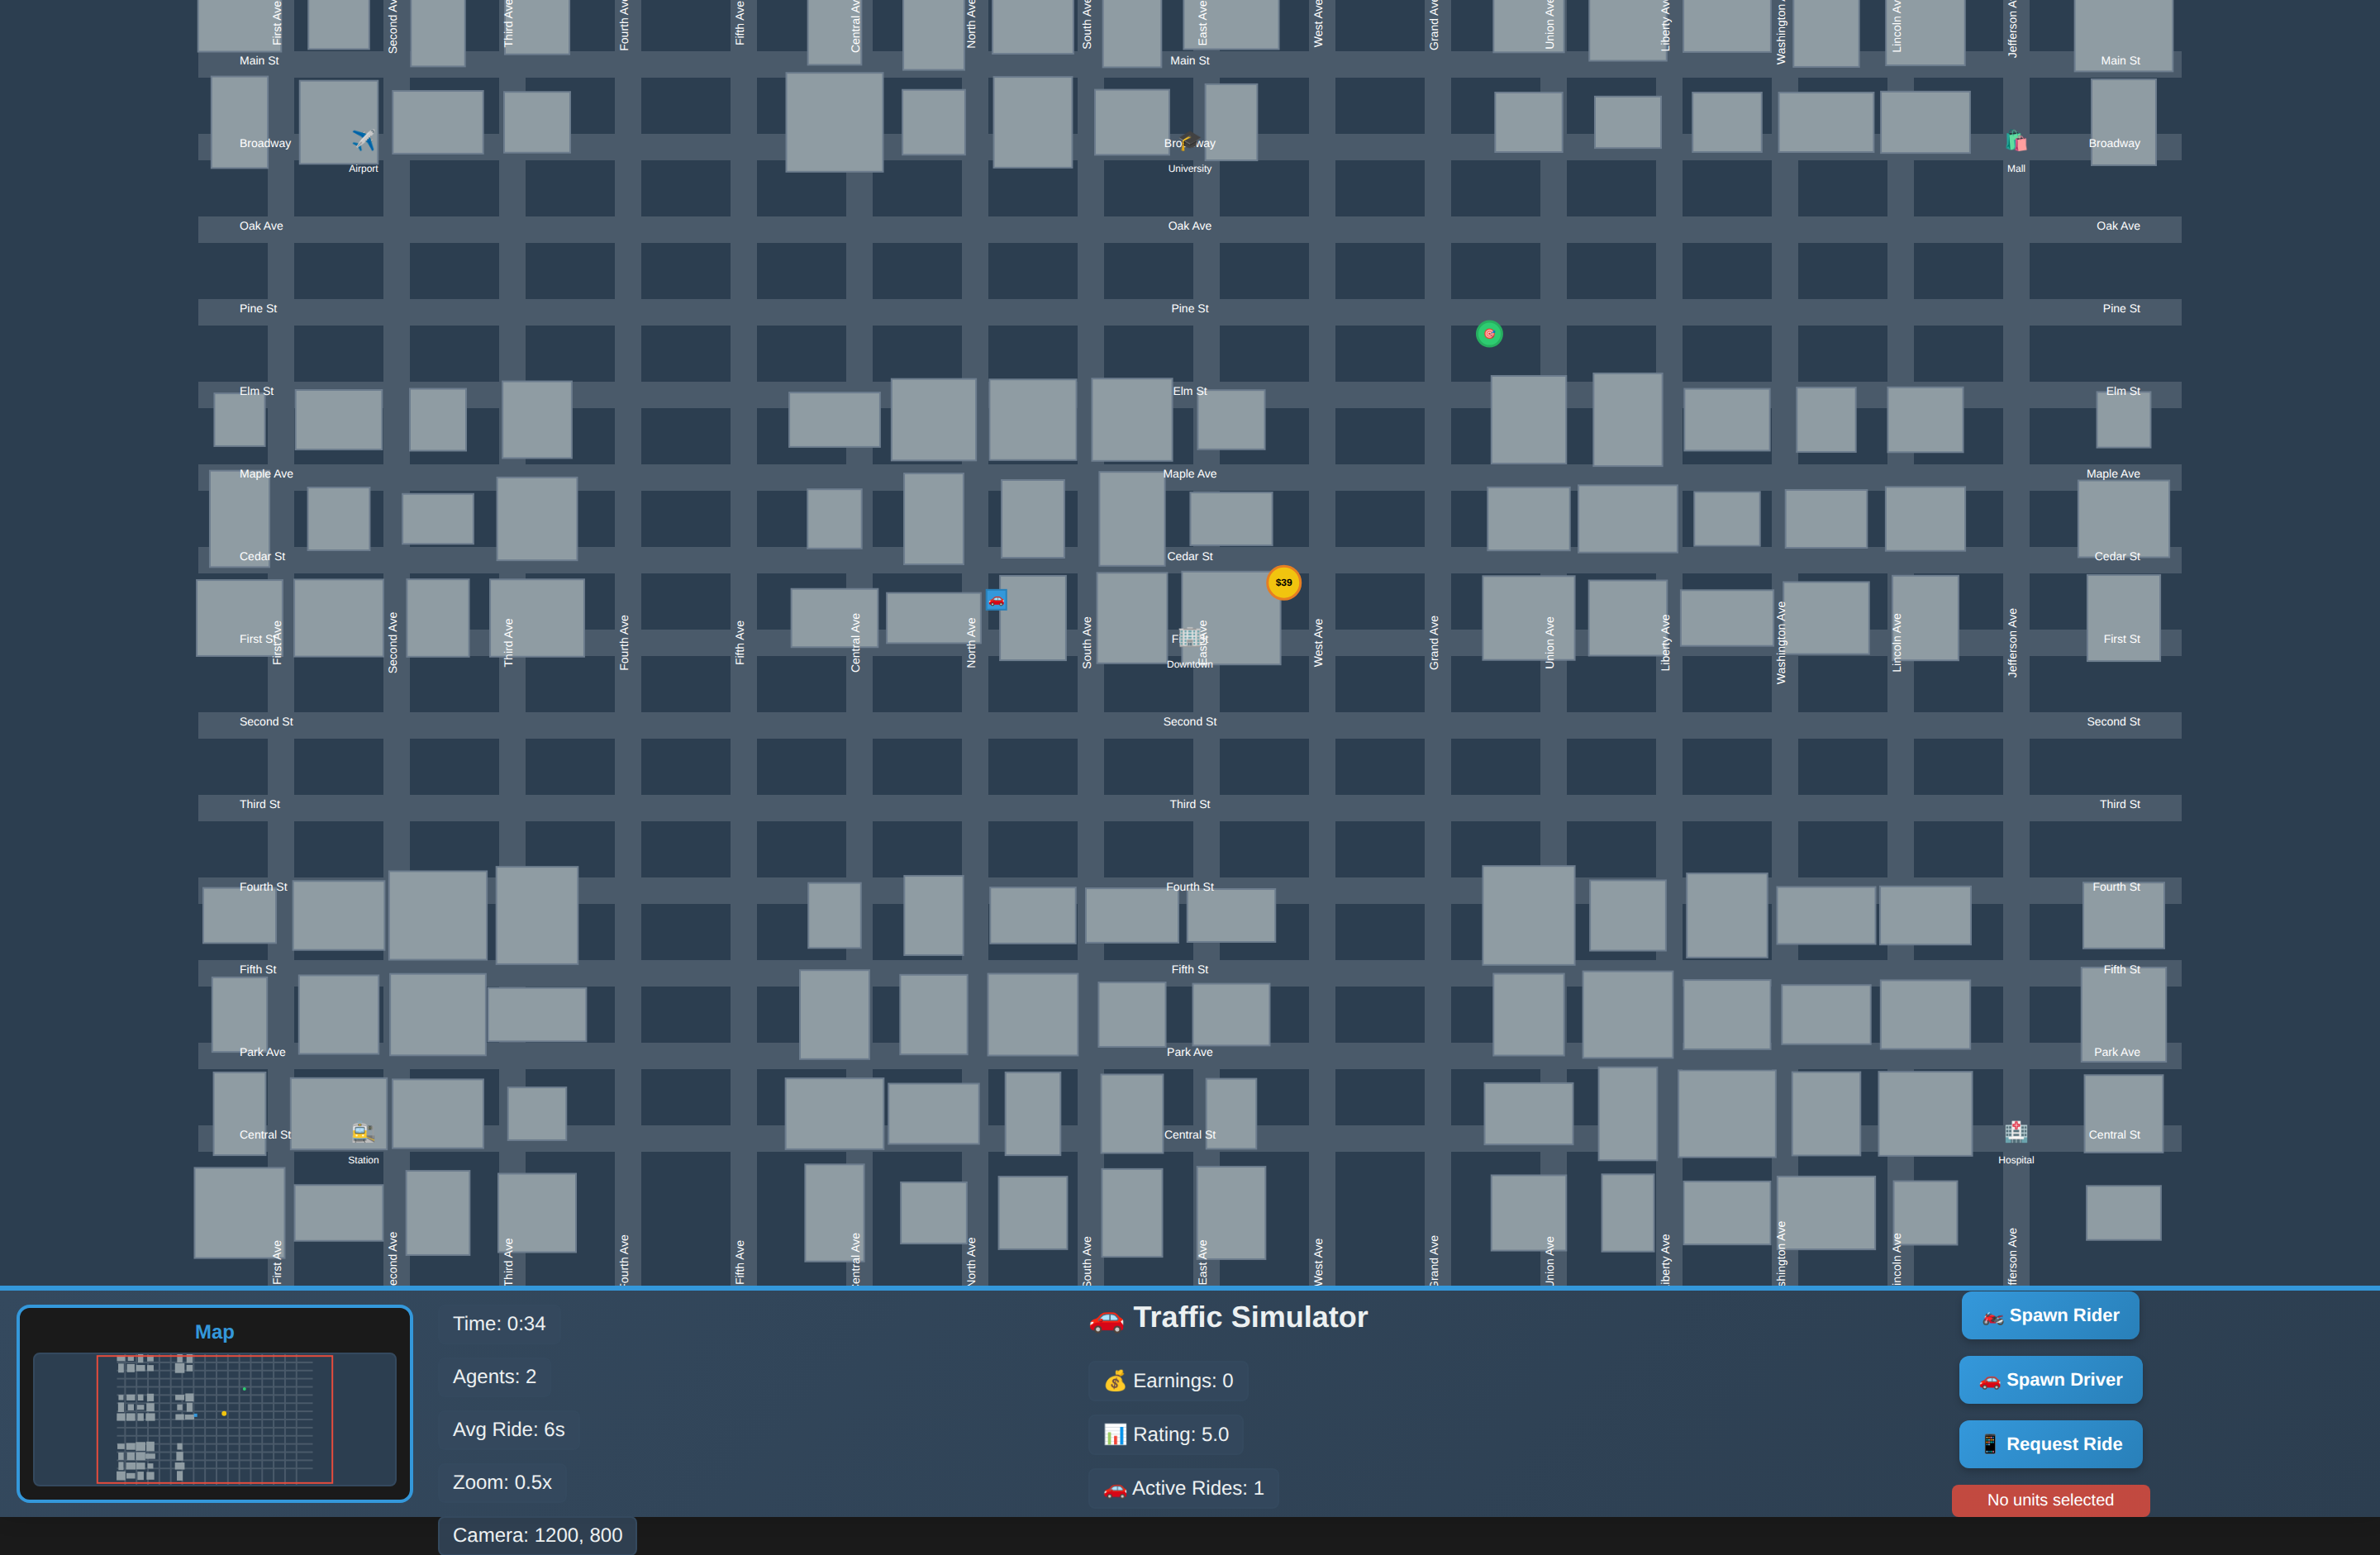 First Ave
Second Av
Third Ave
Fourth Ave
Fifth Ave
Central Av
North Ave
South Ave
East Ave
West Ave
Grand Ave
Union Ave
Liberty Av
Washington
Lincoln Av
Jefferson A
Main St
Main St
Main St
Broadway
Broadway
Airport
University
Mall
Broadway
Oak Ave
Oak Ave
Oak Ave
Pine St
Pine St
Pine St
Elm St
Elm St
Elm St
Maple Ave
Maple Ave
Maple Ave
Cedar St
Cedar St
Cedar St
$39
First St
First St
First Ave
Second Ave
Third Ave
Fourth Ave
Fifth Ave
Central Ave
North Ave
South Ave
East Ave
West Ave
Grand Ave
Union Ave
Liberty Ave
Washington Ave
Lincoln Ave
Jefferson Ave
Downtown
Second St
Second St
Second St
Third St
Third St
Third St
Fourth St
Fourth St
Fourth St
Fifth St
Fifth St
Fifth St
Park Ave
Park Ave
Park Ave
Central St
Central St
Central St
Station
Hospital
First Ave
econd Ave
Third Ave
Fourth Ave
Fifth Ave
entral Ave
North Ave
South Ave
East Ave
West Ave
Grand Ave
Union Ave
iberty Ave
shington Ave
incoln Ave
fferson Ave
Map
Time: 0:34
Agents: 2
Avg Ride: 6s
Zoom: 0.5x
Camera: 1200, 800
Traffic Simulator
Earnings: 0
Rating: 5.0
Active Rides: 1
Spawn Rider
Spawn Driver
Request Ride
No units selected